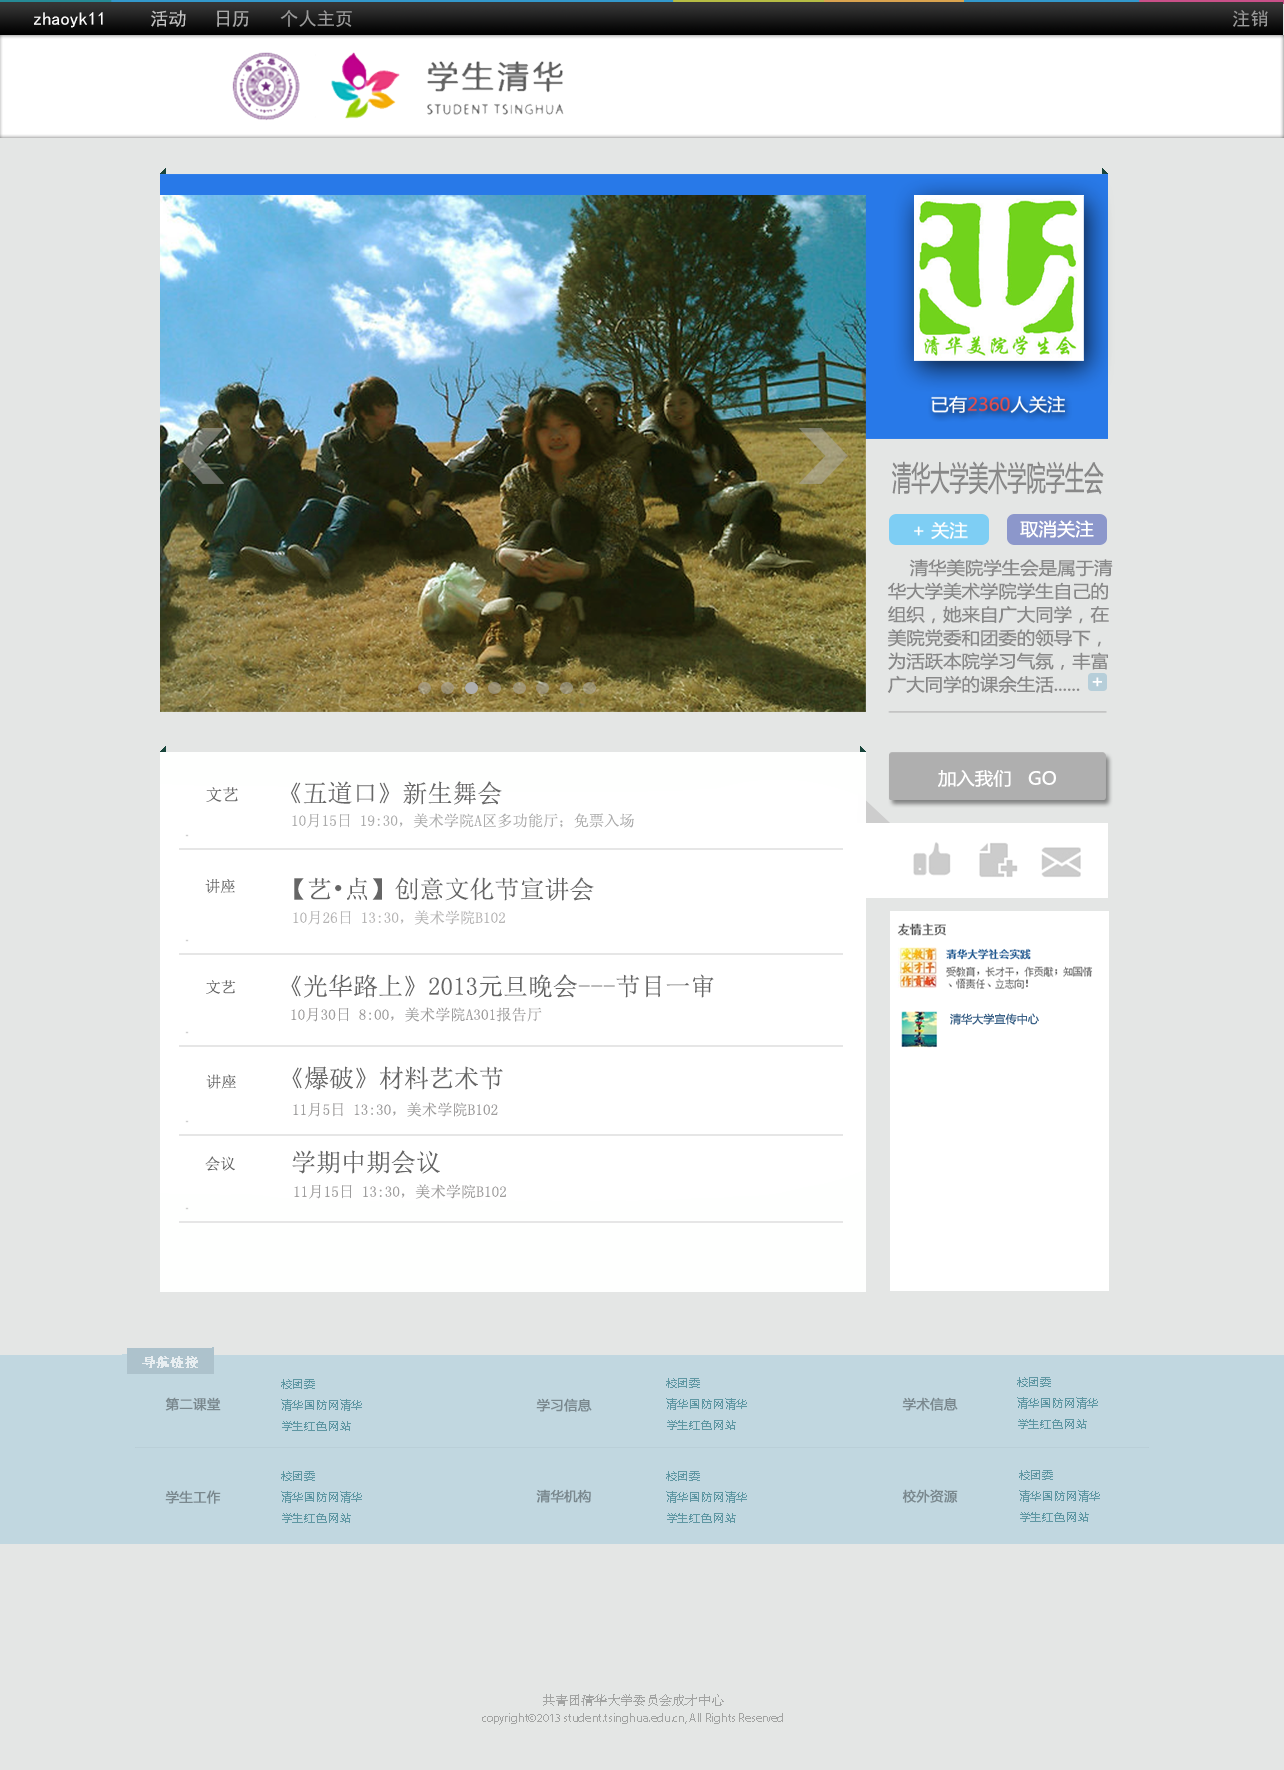 zhaoyk11 活动 日历 个人主页 注销
学生清华
STUDENT TSINGHUA
清华美院学生会
已有2360人关注
清华大学美术学院学生会
+ 关注 取消关注
清华美院学生会是属于清
华大学美术学院学生自己的
组织，她来自广大同学，在
美院党委和团委的领导下，
为活跃本院学习气氛，丰富
广大同学的课余生活......
加入我们 GO
文艺 《五道口》新生舞会
10月15日 19:30，美术学院A区多功能厅；免票入场
讲座 【艺•点】创意文化节宣讲会
10月26日 13:30，美术学院B102
文艺 《光华路上》2013元旦晚会---节目一审
10月30日 8:00，美术学院A301报告厅
讲座 《爆破》材料艺术节
11月5日 13:30，美术学院B102
会议 学期中期会议
11月15日 13:30，美术学院B102
友情主页
受教育
长才干
作贡献
清华大学社会实践
受教育，长才干，作贡献；知国情
、悟责任、立志向！
清华大学宣传中心
导航链接
第二课堂
校团委
清华国防网清华
学生红色网站
学习信息
校团委
清华国防网清华
学生红色网站
学术信息
校团委
清华国防网清华
学生红色网站
学生工作
校团委
清华国防网清华
学生红色网站
清华机构
校团委
清华国防网清华
学生红色网站
校外资源
校团委
清华国防网清华
学生红色网站
共青团清华大学委员会成才中心
copyright©2013 student.tsinghua.edu.cn, All Rights Reserved